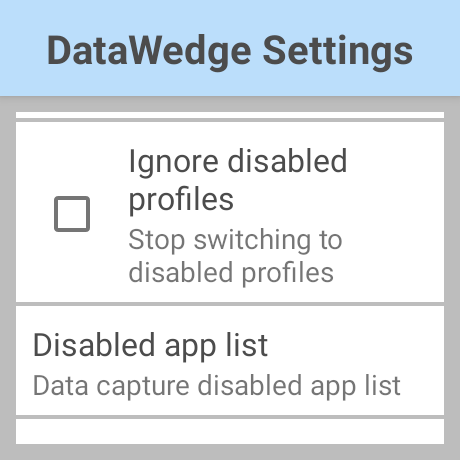 DataWedge Settings
Ignore disabled
profiles
Stop switching to
disabled profiles
Disabled app list
Data capture disabled app list